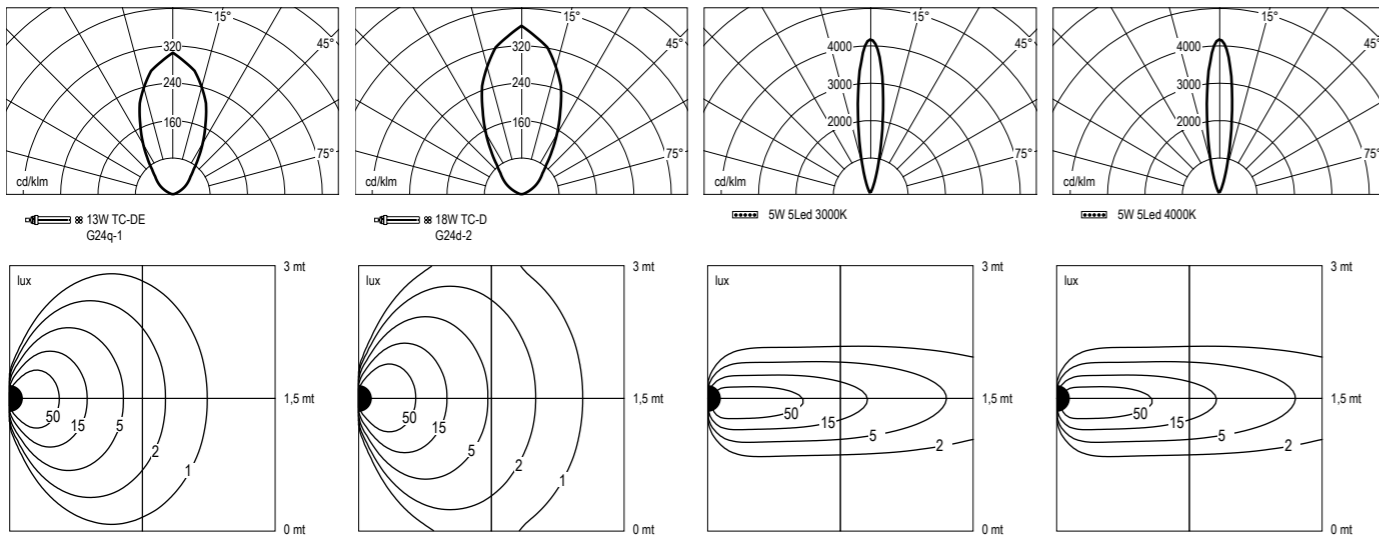 15°
45°
320
240
160
75°
cd/klm
15°
45°
320
240
160
75°
cd/klm
15°
45°
4000
3000
2000
75°
cd/klm
15°
45°
4000
3000
2000
75°
cd/klm
13W TC-DE
G24q-1
18W TC-D
G24d-2
5W 5Led 3000K
5W 5Led 4000K
lux
3 mt
1,5 mt
50
15
5
2
1
0 mt
lux
3 mt
1,5 mt
50
15
5
2
1
0 mt
lux
3 mt
1,5 mt
50
15
5
2
0 mt
lux
3 mt
1,5 mt
50
15
5
2
0 mt